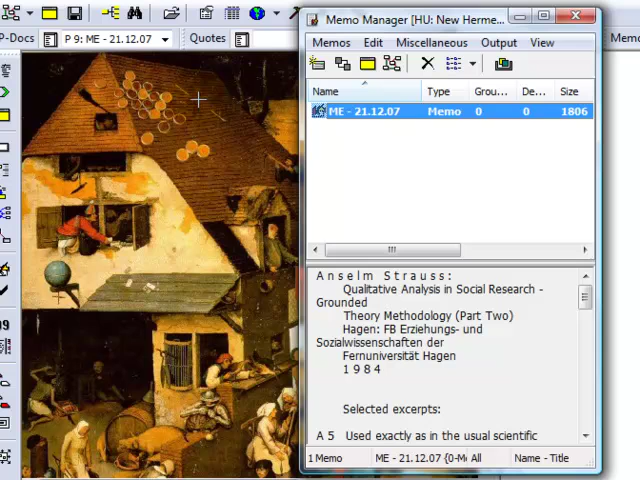 Memo Manager [HU: New Herme...
P-Docs
P 9: ME - 21.12.07
Quotes
Memo
Memos Edit Miscellaneous Output View
Name Type Grou... De... Size
ME - 21.12.07 Memo 0 0 1806
A n s e l m  S t r a u s s :
Qualitative Analysis in Social Research -
Grounded
Theory Methodology (Part Two)
Hagen: FB Erziehungs- und
Sozialwissenschaften der
Fernuniversität Hagen
1 9 8 4
Selected excerpts:
A 5 Used exactly as in the usual scientific
1 Memo ME - 21.12.07 {0-M All Name - Title